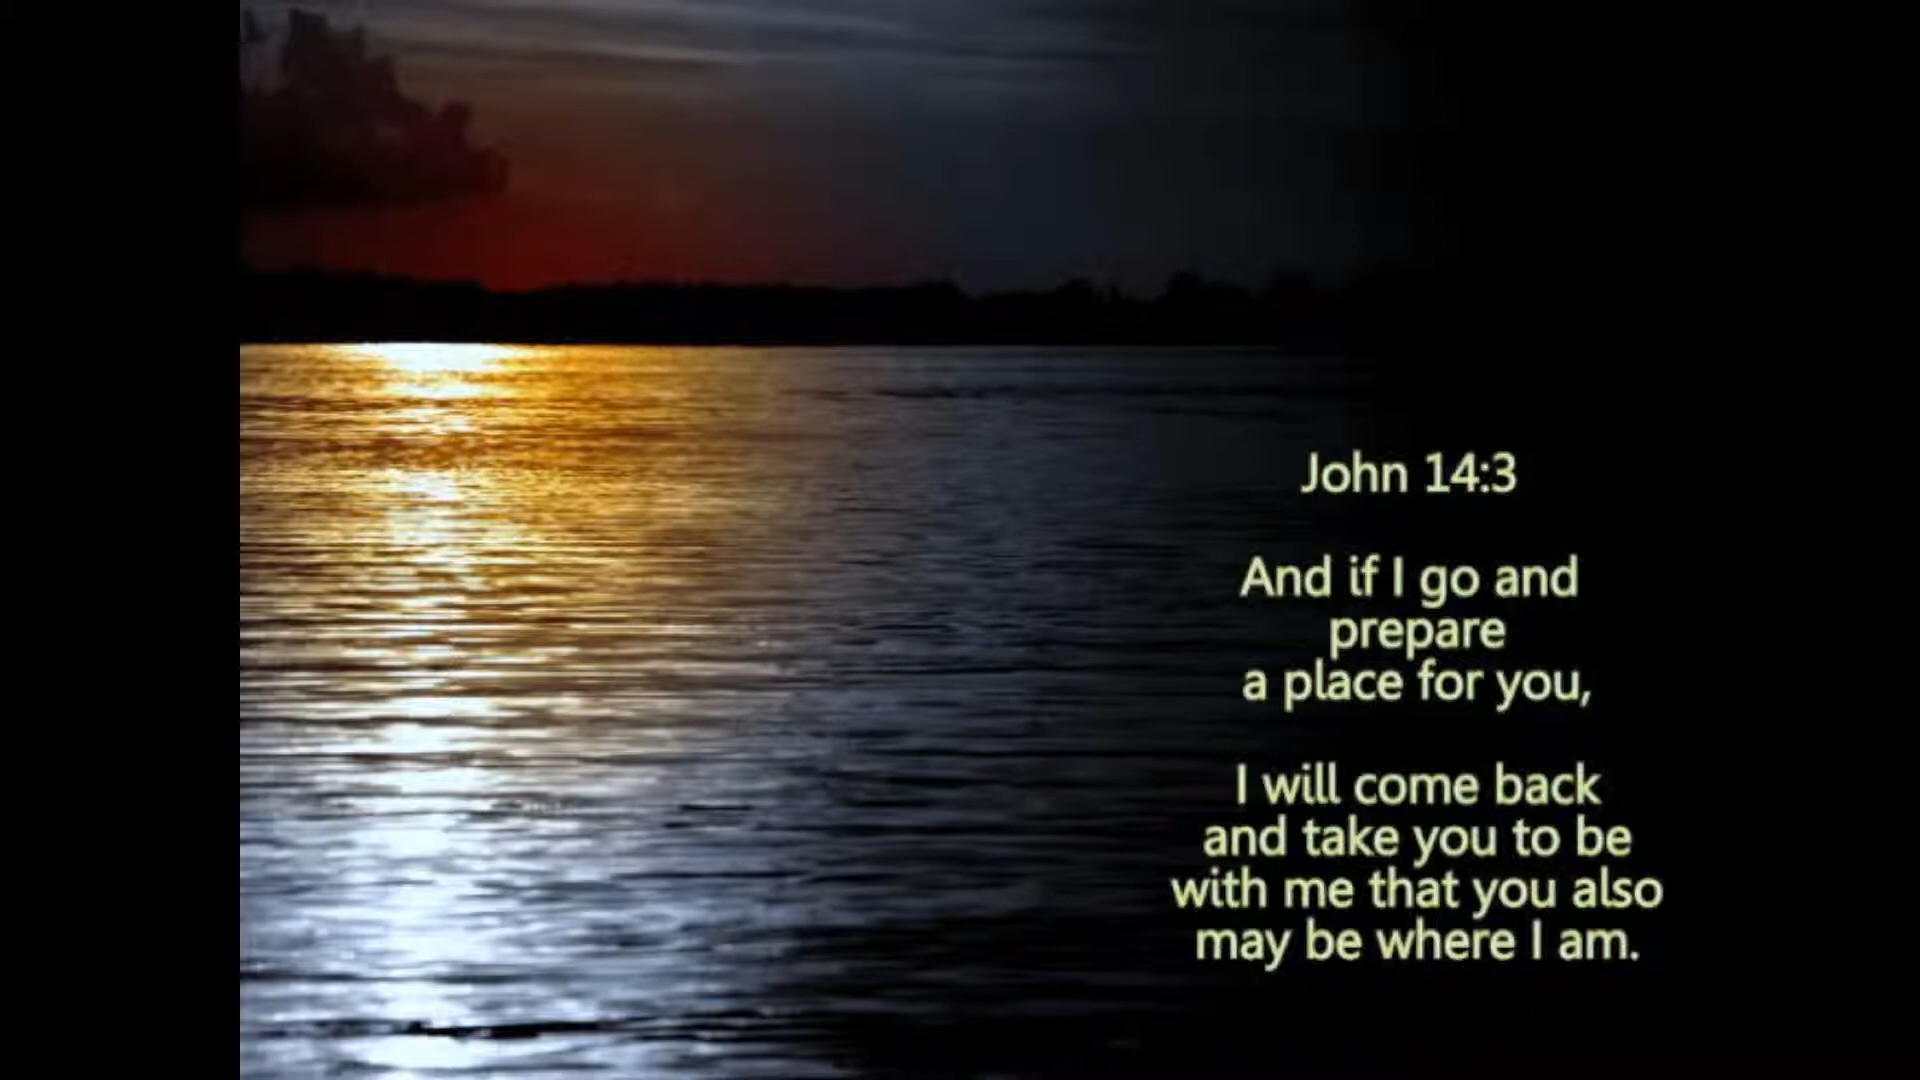 John 14:3
And if I go and
prepare
a place for you,
I will come back
and take you to be
with me that you also
may be where I am.